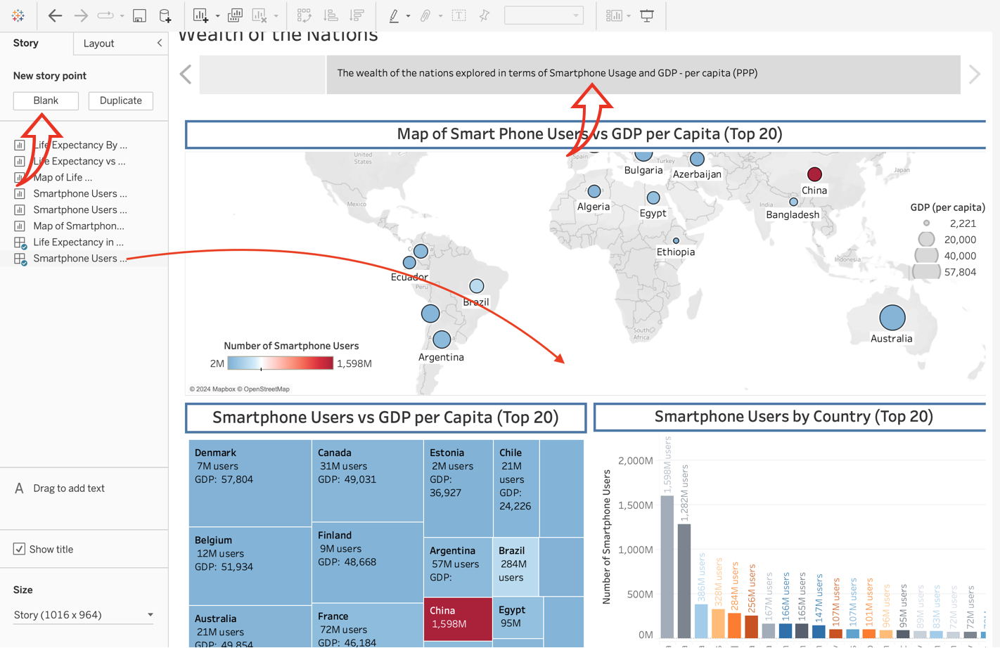 Wealth of the Nations
Story
Layout
New story point
Blank
Duplicate
Life Expectancy By ...
Life Expectancy vs ...
Map of Life ...
Smartphone Users ...
Smartphone Users ...
Map of Smartphon...
Life Expectancy in ...
Smartphone Users ...
A Drag to add text
Show title
Size
Story (1016 x 964)
The wealth of the nations explored in terms of Smartphone Usage and GDP - per capita (PPP)
Map of Smart Phone Users vs GDP per Capita (Top 20)
United
States
Mexico
Spain
Turkey
Japan
India
Indonesia
Peru
South
Africa
Bulgaria
Azerbaijan
China
Algeria
Egypt
Bangladesh
Ethiopia
Ecuador
Brazil
Argentina
Australia
GDP (per capita)
2,221
20,000
40,000
57,804
Number of Smartphone Users
2M
1,598M
© 2024 Mapbox © OpenStreetMap
Smartphone Users vs GDP per Capita (Top 20)
Denmark
7M users
GDP: 57,804
Belgium
12M users
GDP: 51,934
Australia
21M users
GDP: 49,854
Canada
31M users
GDP: 49,031
Finland
9M users
GDP: 48,668
France
72M users
GDP: 46,184
Estonia
2M users
GDP:
36,927
Chile
21M
users
GDP:
24,226
Argentina
57M users
GDP:
Brazil
284M
users
China
1,598M
Egypt
95M
Smartphone Users by Country (Top 20)
Number of Smartphone Users
2,000M
1,500M
1,000M
500M
0M
1,598M users
1,282M users
386M users
328M users
284M users
256M users
167M users
166M users
165M users
147M users
107M users
107M users
101M users
96M users
95M users
89M users
83M users
72M users
72M users